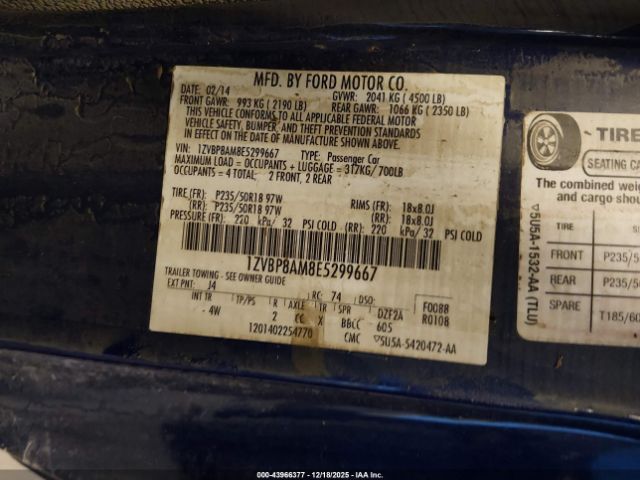 MFD. BY FORD MOTOR CO.
02/14 GVWR: 2041 KG ( 4500 LB)
FRONT GAWR: 993 KG ( 2190 LB) REAR GAWR: 1066 KG ( 2350 LB)
THIS VEHICLE CONFORMS TO ALL APPLICABLE FEDERAL MOTOR
VEHICLE SAFETY, BUMPER, AND THEFT PREVENTION STANDARDS
IN EFFECT ON THE DATE OF MANUFACTURE SHOWN ABOVE.
VIN: 1ZVBP8AM8E5299667 TYPE: Passenger Car
MAXIMUM LOAD = OCCUPANTS + LUGGAGE = 317KG/ 700LB
OCCUPANTS = 4 TOTAL: 2 FRONT, 2 REAR
TIRE (FR): P235/50R18 97W RIMS (FR): 18x8.0J
(RR): P235/50R18 97W (RR): 18x8.0J
PRESSURE (FR): 220 kPa/ 32 PSI COLD (RR): 220 kPa/ 32 PSI COLD
1ZVBP8AM8E5299667
TRAILER TOWING - SEE OWNER GUIDE
EXT PNT: J4 RC: 74 DSO: F0088
INT TR TP/PS R AXLE TR SPR DZF2A R0108
- 4W 2 CC X BBCC 605
1201402254770 CMC ▽5U5A-5420472-AA
TIRE
SEATING CA
The combined we
and cargo shou
TIRE SI
FRONT P235/5
REAR P235/5
SPARE T185/60
▽5U5A-1532-AA (TLU)
000-43966377 - 12/18/2025 - IAA Inc.